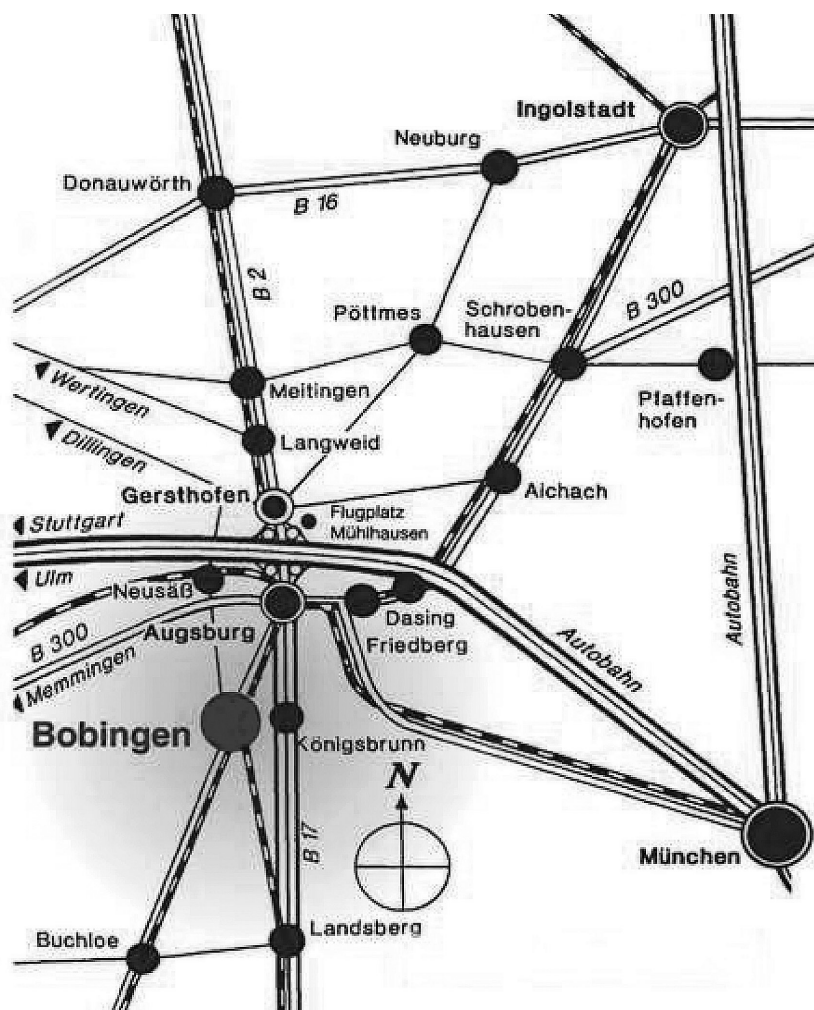 Ingolstadt
Neuburg
Donauwörth
B 16
B 2
Pöttmes
Schroben-
hausen
B 300
Wertingen
Meitingen
Pfaffen-
hofen
Dillingen
Langweid
Gersthofen
Aichach
Flugplatz
Mühlhausen
Stuttgart
Ulm
Neusäß
Dasing
Friedberg
Autobahn
Autobahn
B 300
Augsburg
Memmingen
Bobingen
Königsbrunn
N
B 17
München
Buchloe
Landsberg